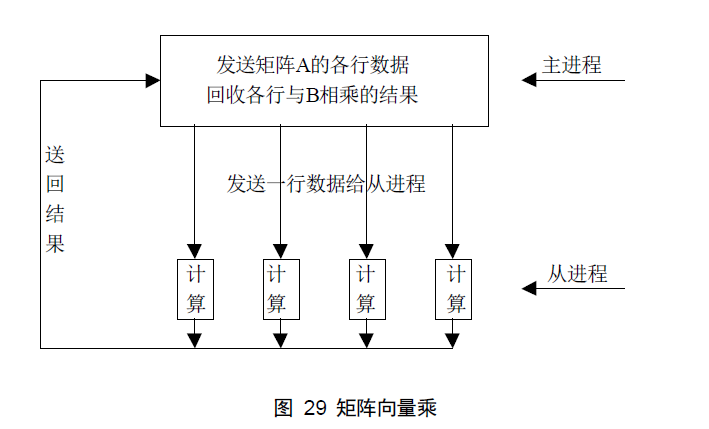 发送矩阵A的各行数据
回收各行与B相乘的结果
主进程
送回结果
发送一行数据给从进程
计算
计算
计算
计算
从进程
图 29 矩阵向量乘